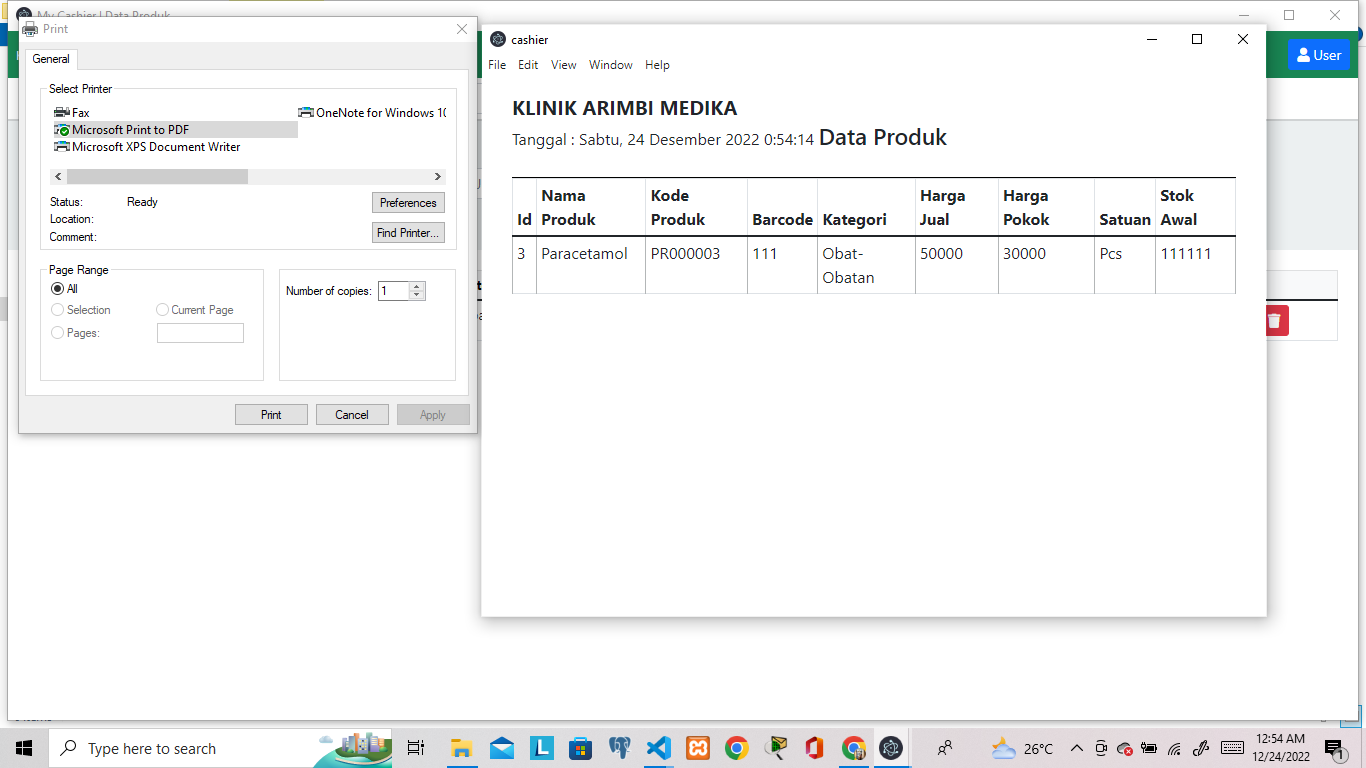 My Cashier | Data Produk
Print
General
Select Printer
Fax
OneNote for Windows 10
Microsoft Print to PDF
Microsoft XPS Document Writer
Status: Ready
Preferences
Location:
Comment:
Find Printer...
Page Range
All
Selection
Current Page
Pages:
Number of copies: 1
Print
Cancel
Apply
cashier
File Edit View Window Help
KLINIK ARIMBI MEDIKA
Tanggal : Sabtu, 24 Desember 2022 0:54:14 Data Produk
Id Nama Produk Kode Produk Barcode Kategori Harga Jual Harga Pokok Satuan Stok Awal
3 Paracetamol PR000003 111 Obat-Obatan 50000 30000 Pcs 111111
User
Type here to search
26°C
12:54 AM
12/24/2022
1